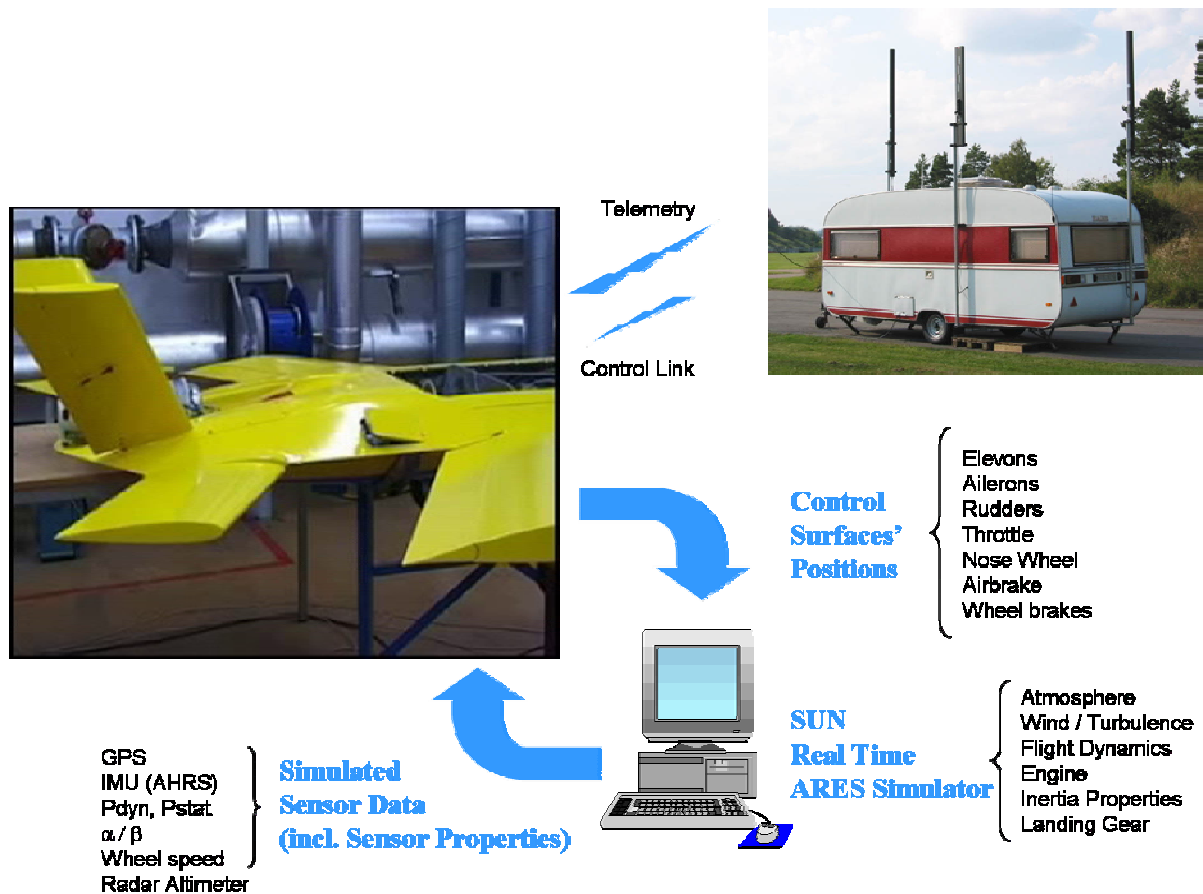 Telemetry
Control Link
Control
Surfaces’
Positions
Elevons
Ailerons
Rudders
Throttle
Nose Wheel
Airbrake
Wheel brakes
SUN
Real Time
ARES Simulator
Atmosphere
Wind / Turbulence
Flight Dynamics
Engine
Inertia Properties
Landing Gear
Simulated
Sensor Data
(incl. Sensor Properties)
GPS
IMU (AHRS)
Pdyn, Pstat
α / β
Wheel speed
Radar Altimeter